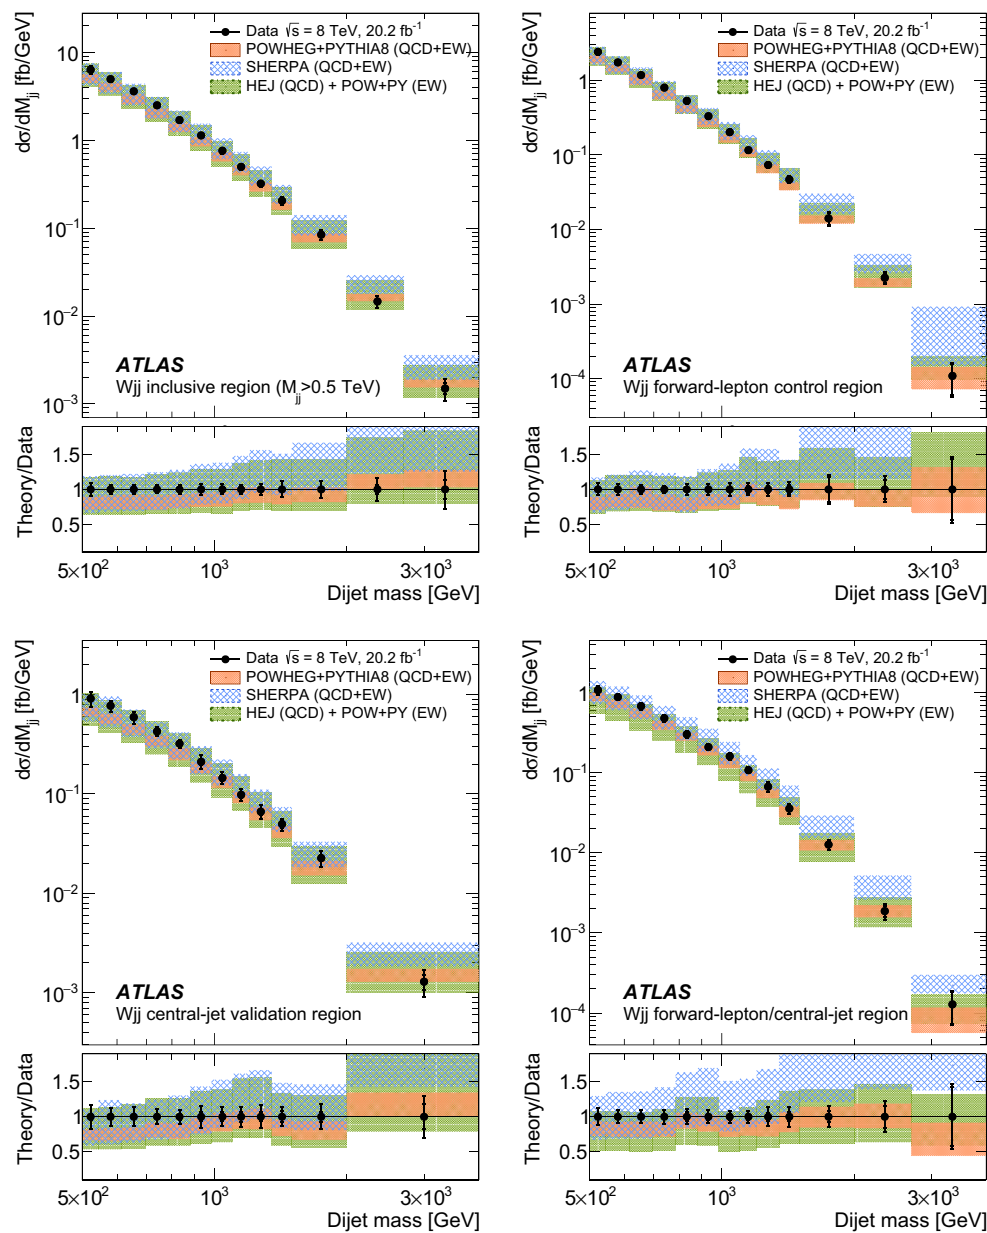 dσ/dM_jj [fb/GeV]
10
1
10⁻¹
10⁻²
10⁻³
Data √s = 8 TeV, 20.2 fb⁻¹
POWHEG+PYTHIA8 (QCD+EW)
SHERPA (QCD+EW)
HEJ (QCD) + POW+PY (EW)
ATLAS
Wjj inclusive region (M_jj>0.5 TeV)
Theory/Data
1.5
1
0.5
5×10²
10³
3×10³
Dijet mass [GeV]
dσ/dM_jj [fb/GeV]
1
10⁻¹
10⁻²
10⁻³
10⁻⁴
Data √s = 8 TeV, 20.2 fb⁻¹
POWHEG+PYTHIA8 (QCD+EW)
SHERPA (QCD+EW)
HEJ (QCD) + POW+PY (EW)
ATLAS
Wjj forward-lepton control region
Theory/Data
1.5
1
0.5
5×10²
10³
3×10³
Dijet mass [GeV]
dσ/dM_jj [fb/GeV]
1
10⁻¹
10⁻²
10⁻³
Data √s = 8 TeV, 20.2 fb⁻¹
POWHEG+PYTHIA8 (QCD+EW)
SHERPA (QCD+EW)
HEJ (QCD) + POW+PY (EW)
ATLAS
Wjj central-jet validation region
Theory/Data
1.5
1
0.5
5×10²
10³
3×10³
Dijet mass [GeV]
dσ/dM_jj [fb/GeV]
1
10⁻¹
10⁻²
10⁻³
10⁻⁴
Data √s = 8 TeV, 20.2 fb⁻¹
POWHEG+PYTHIA8 (QCD+EW)
SHERPA (QCD+EW)
HEJ (QCD) + POW+PY (EW)
ATLAS
Wjj forward-lepton/central-jet region
Theory/Data
1.5
1
0.5
5×10²
10³
3×10³
Dijet mass [GeV]